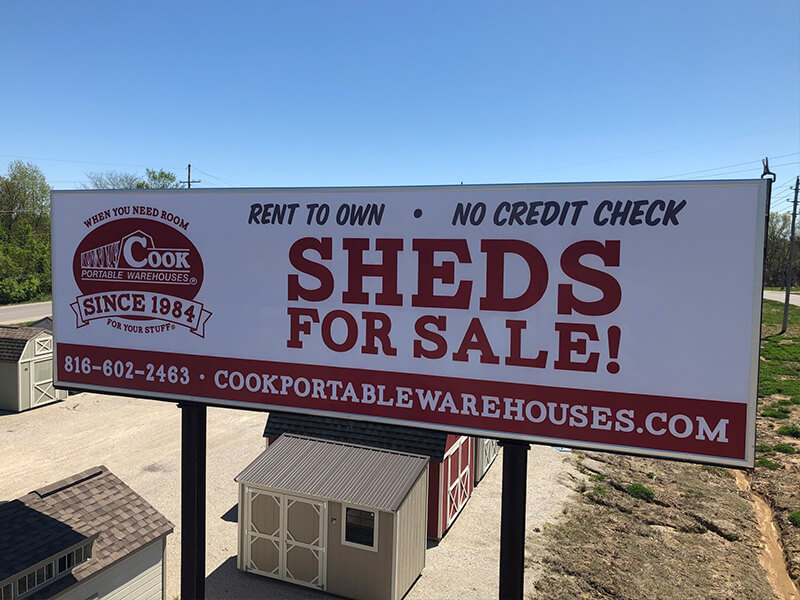 WHEN YOU NEED ROOM
COOK
PORTABLE WAREHOUSES®
SINCE 1984
FOR YOUR STUFF®
RENT TO OWN • NO CREDIT CHECK
SHEDS
FOR SALE!
816-602-2463 • COOKPORTABLEWAREHOUSES.COM